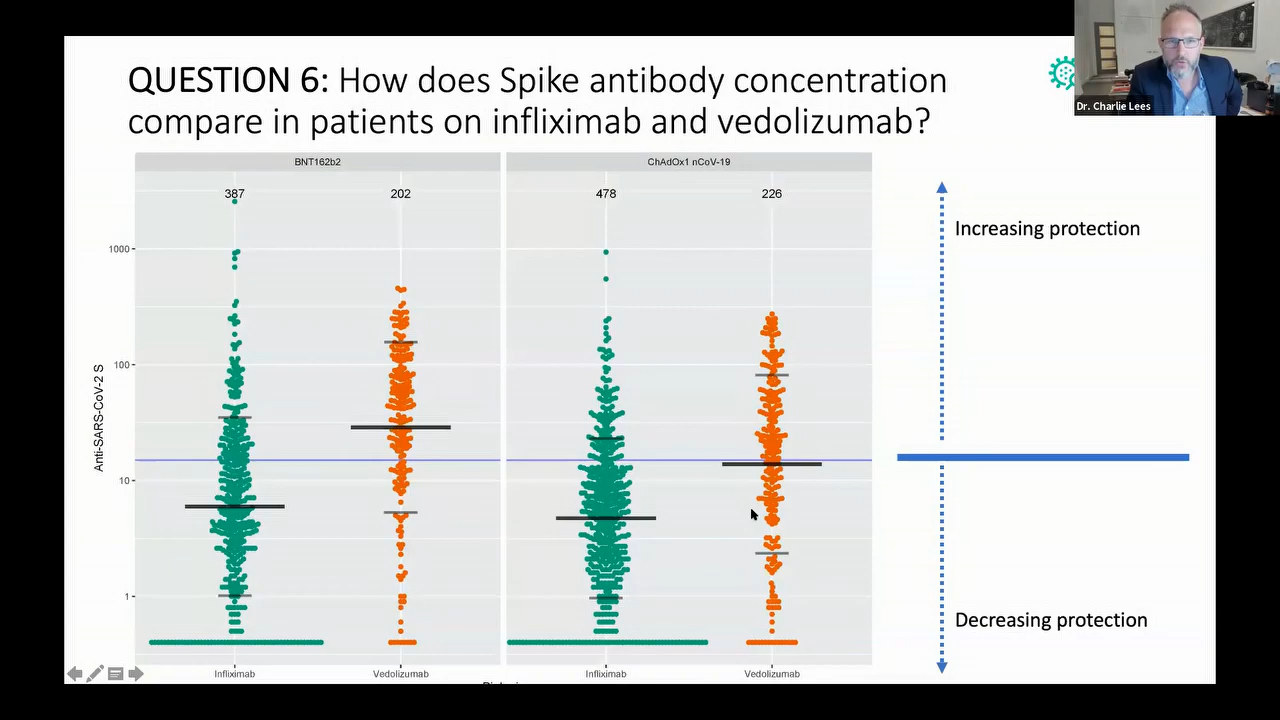 QUESTION 6: How does Spike antibody concentration
compare in patients on infliximab and vedolizumab?
Dr. Charlie Lees
BNT162b2
ChAdOx1 nCoV-19
387
202
478
226
Increasing protection
1000
100
10
1
Anti-SARS-CoV-2 S
Decreasing protection
Infliximab
Vedolizumab
Infliximab
Vedolizumab